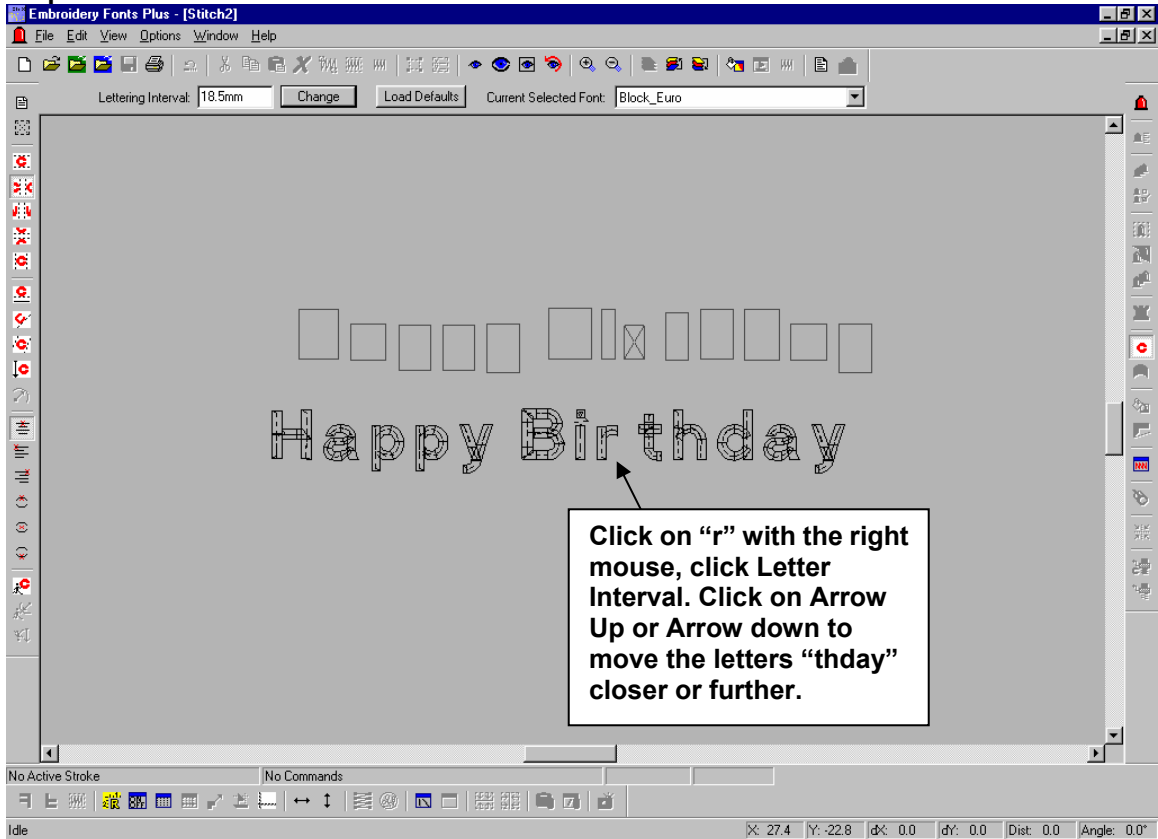 Embroidery Fonts Plus - [Stitch2]
File Edit View Options Window Help
Lettering Interval: 18.5mm Change Load Defaults Current Selected Font: Block_Euro
Happy Birthday
Click on “r” with the right
mouse, click Letter
Interval. Click on Arrow
Up or Arrow down to
move the letters “thday”
closer or further.
No Active Stroke No Commands
Idle X: 27.4 Y: -22.8 dX: 0.0 dY: 0.0 Dist: 0.0 Angle: 0.0°